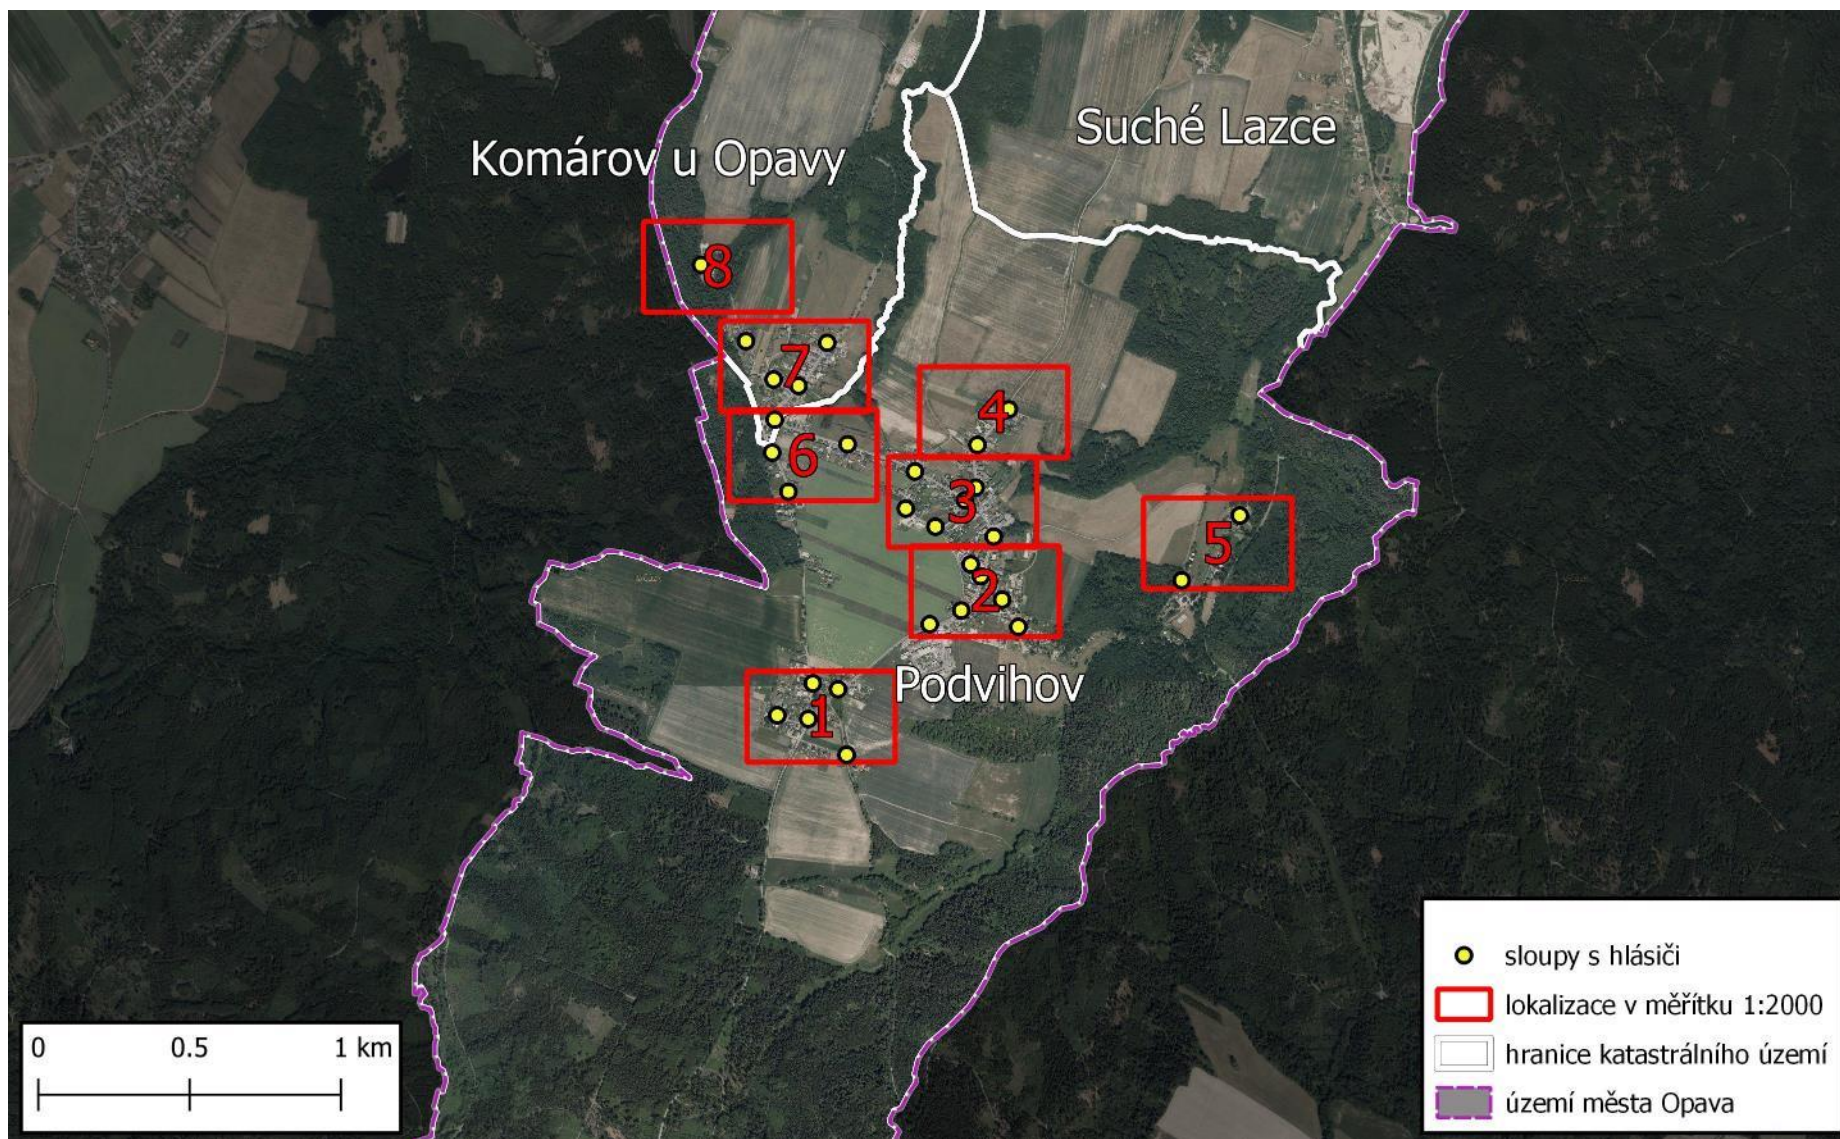 Suché Lazce
Komárov u Opavy
8
7
4
6
3
5
2
Podvihov
1
sloupy s hlásiči
lokalizace v měřítku 1:2000
hranice katastrálního území
území města Opava
0 0.5 1 km